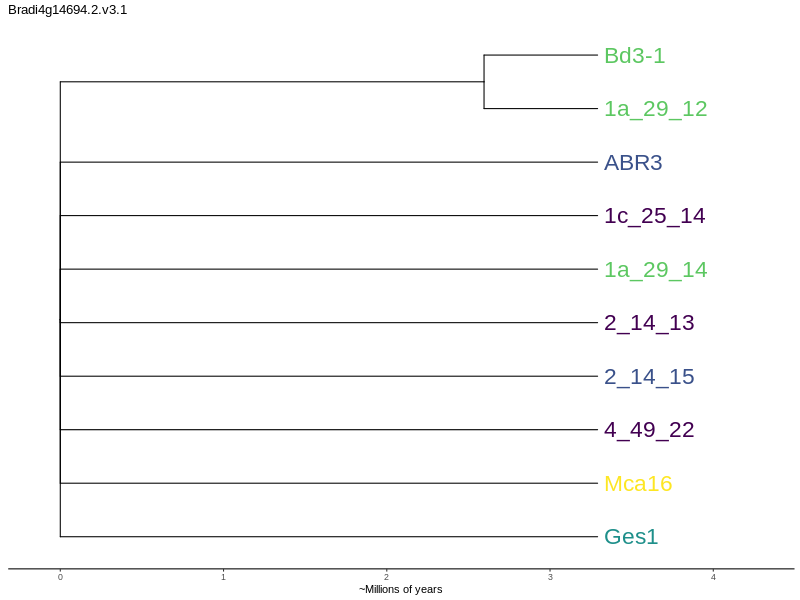 Bradi4g14694.2.v3.1
Bd3-1
1a_29_12
ABR3
1c_25_14
1a_29_14
2_14_13
2_14_15
4_49_22
Mca16
Ges1
0 1 2 3 4
~Millions of years